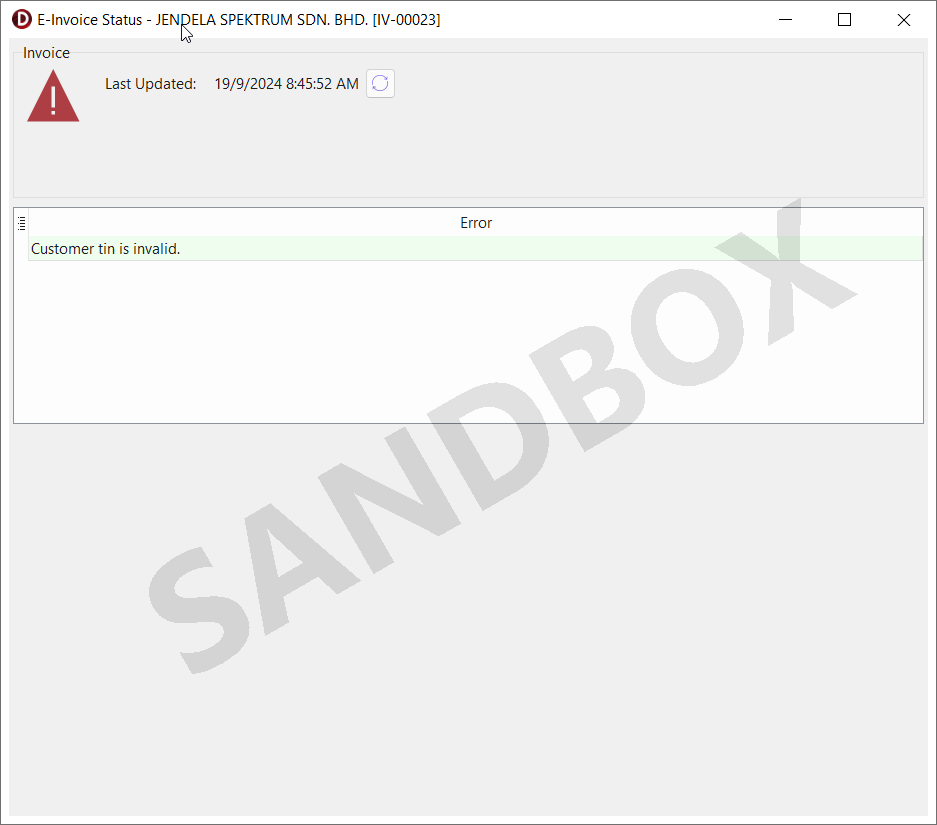 E-Invoice Status - JENDELA SPEKTRUM SDN. BHD. [IV-00023]
Invoice
Last Updated: 19/9/2024 8:45:52 AM
Error
Customer tin is invalid.
SANDBOX